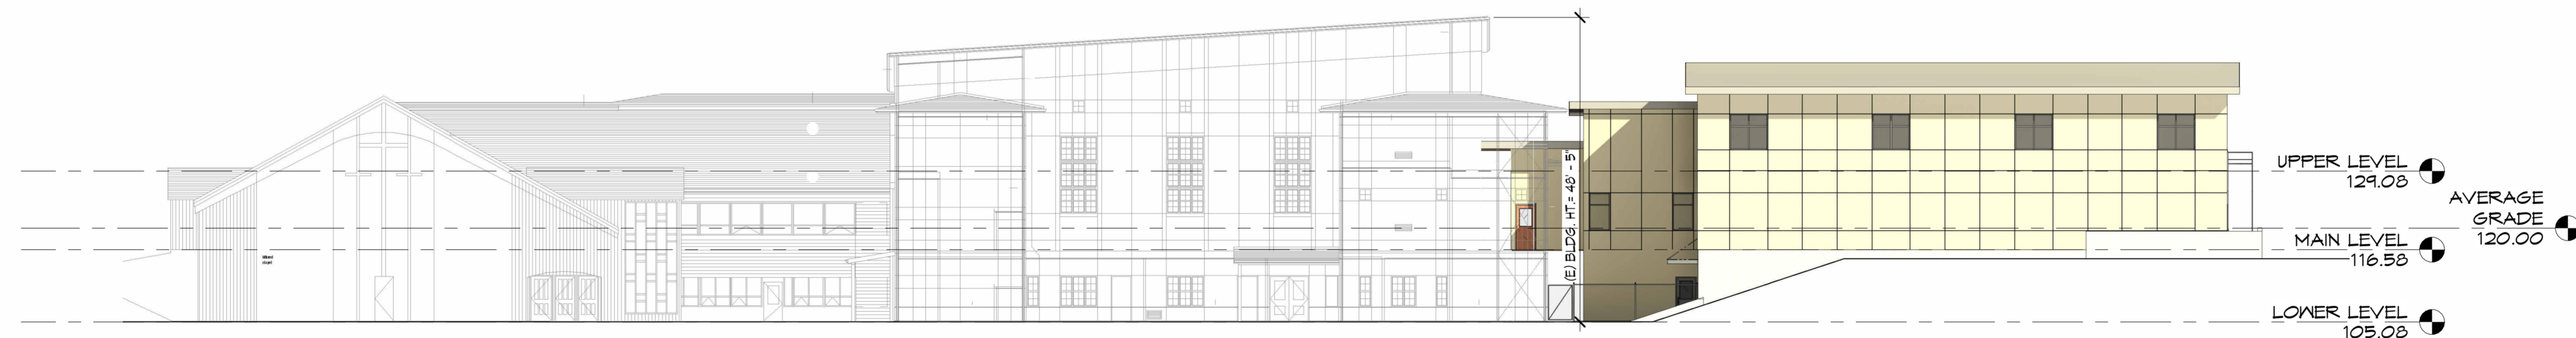 (E) BLDG. HT. = 48' - 5"
UPPER LEVEL
129.08
AVERAGE
GRADE
120.00
MAIN LEVEL
116.58
LOWER LEVEL
105.08